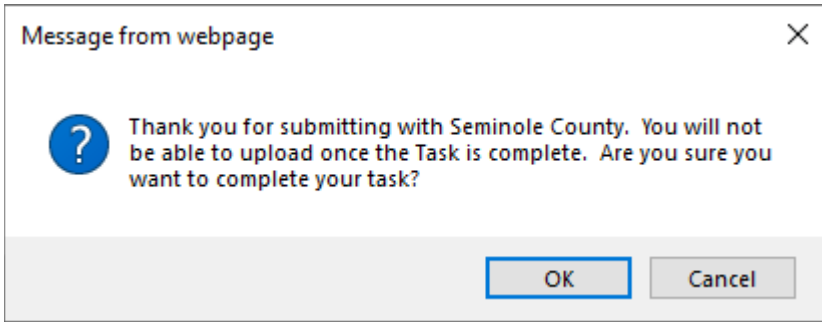 Message from webpage
Thank you for submitting with Seminole County.  You will not
be able to upload once the Task is complete.  Are you sure you
want to complete your task?
OK
Cancel